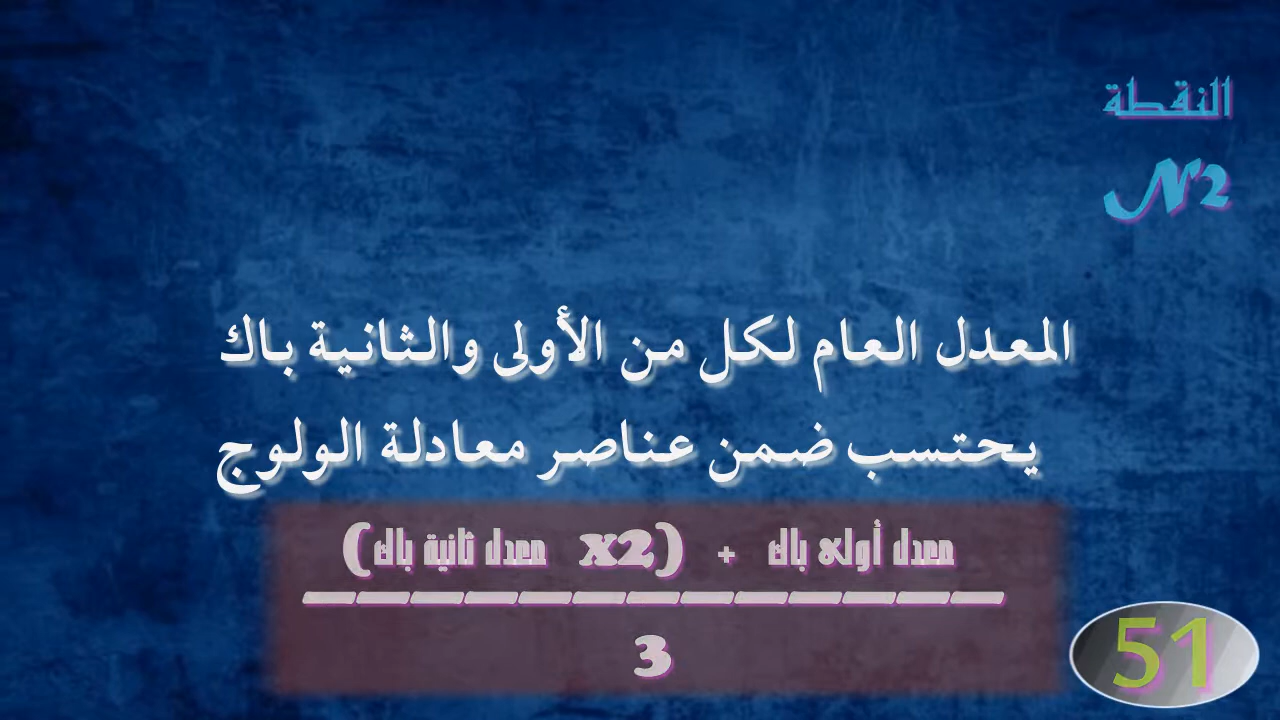 النقطة
N2
المعدل العام لكل من الأولى والثانية باك
يحتسب ضمن عناصر معادلة الولوج
معدل أولى باك + (x2 معدل ثانية باك)
3
51